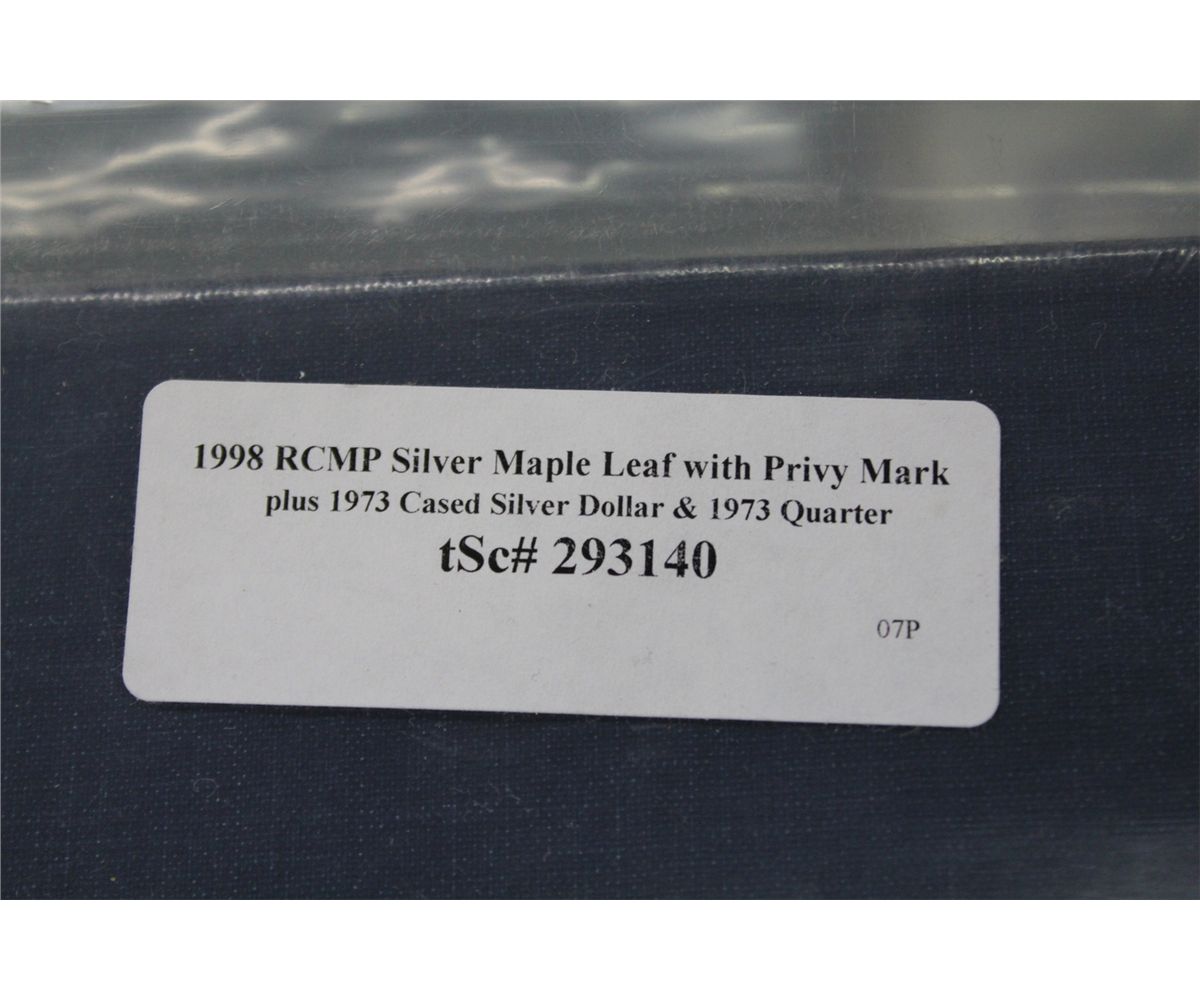 1998 RCMP Silver Maple Leaf with Privy Mark
plus 1973 Cased Silver Dollar & 1973 Quarter
tSc# 293140
07P